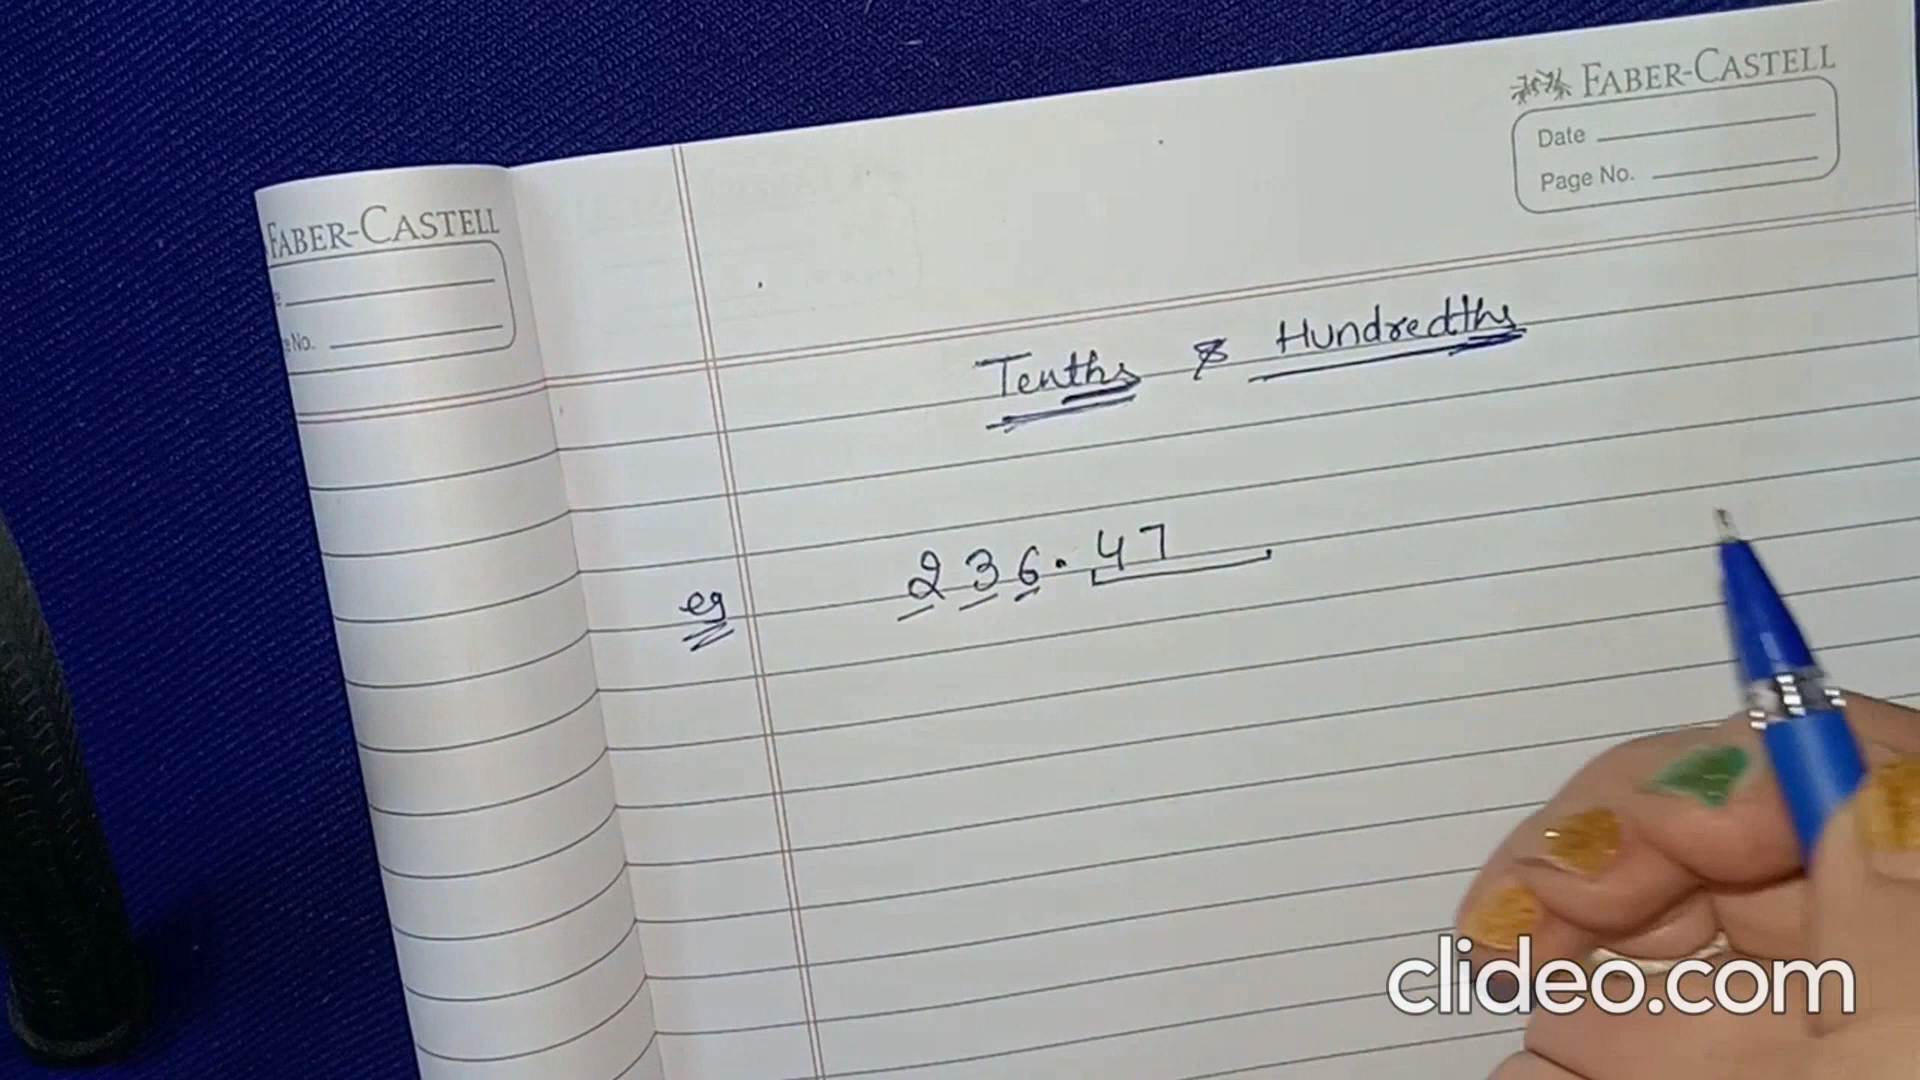 FABER-CASTELL
Date
Page No.
FABER-CASTELL
e No.
Tenths & Hundredths
eg 236.47
clideo.com